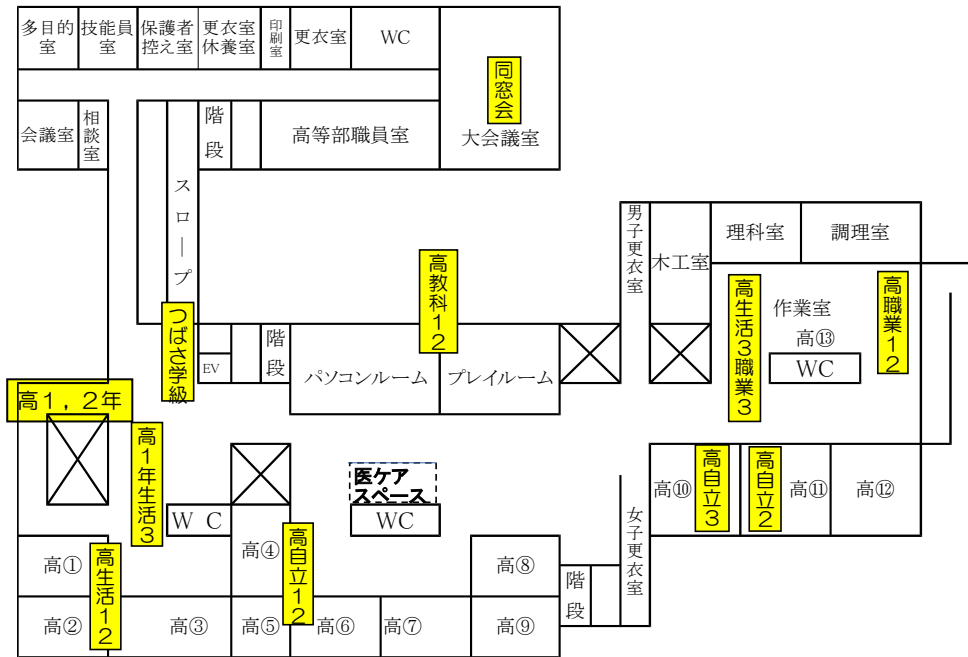 多目的室
技能員室
保護者控え室
更衣室休養室
印刷室
更衣室
WC
同窓会
大会議室
会議室
相談室
スロープ
階段
高等部職員室
男子更衣室
木工室
理科室
調理室
高教科12
つばさ学級
EV
階段
パソコンルーム
プレイルーム
高生活3職業3
作業室
高⑬
WC
高職業12
高1，2年
高1年生活3
医ケア
スペース
WC
WC
高④
高自立12
高⑩
高自立3
高自立2
高⑪
高⑫
女子更衣室
高①
高生活12
高②
高③
高⑤
高⑥
高⑦
高⑧
高⑨
階段